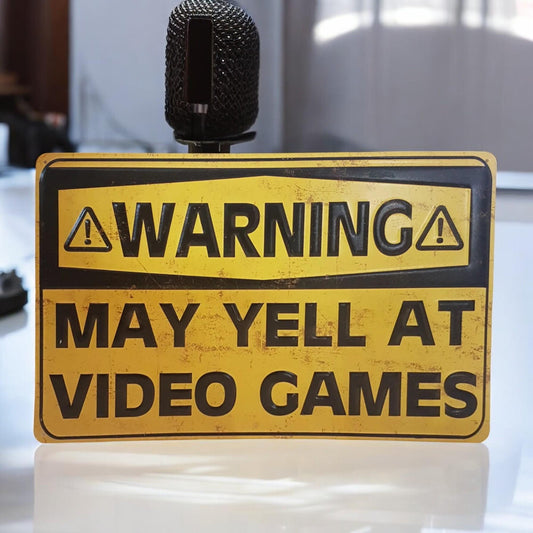 WARNING
MAY YELL AT
VIDEO GAMES